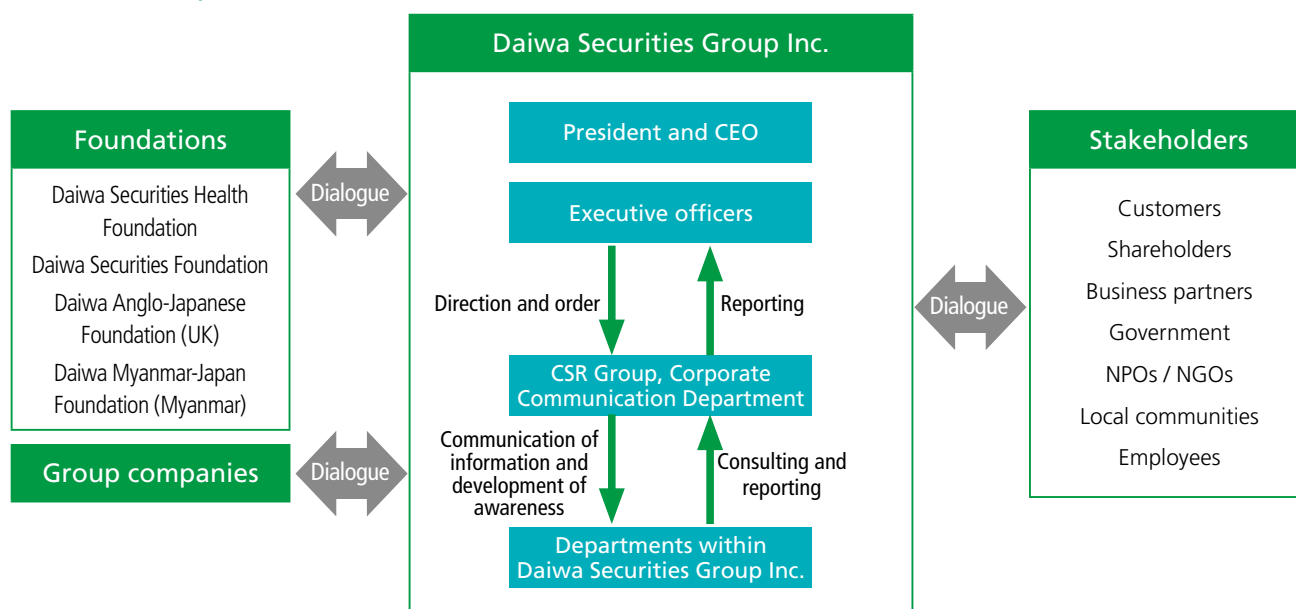 Daiwa Securities Group Inc.
Foundations
Daiwa Securities Health
Foundation
Daiwa Securities Foundation
Daiwa Anglo-Japanese
Foundation (UK)
Daiwa Myanmar-Japan
Foundation (Myanmar)
Group companies
Dialogue
Dialogue
President and CEO
Executive officers
Direction and order
Reporting
CSR Group, Corporate
Communication Department
Communication of
information and
development of
awareness
Consulting and
reporting
Departments within
Daiwa Securities Group Inc.
Dialogue
Stakeholders
Customers
Shareholders
Business partners
Government
NPOs / NGOs
Local communities
Employees